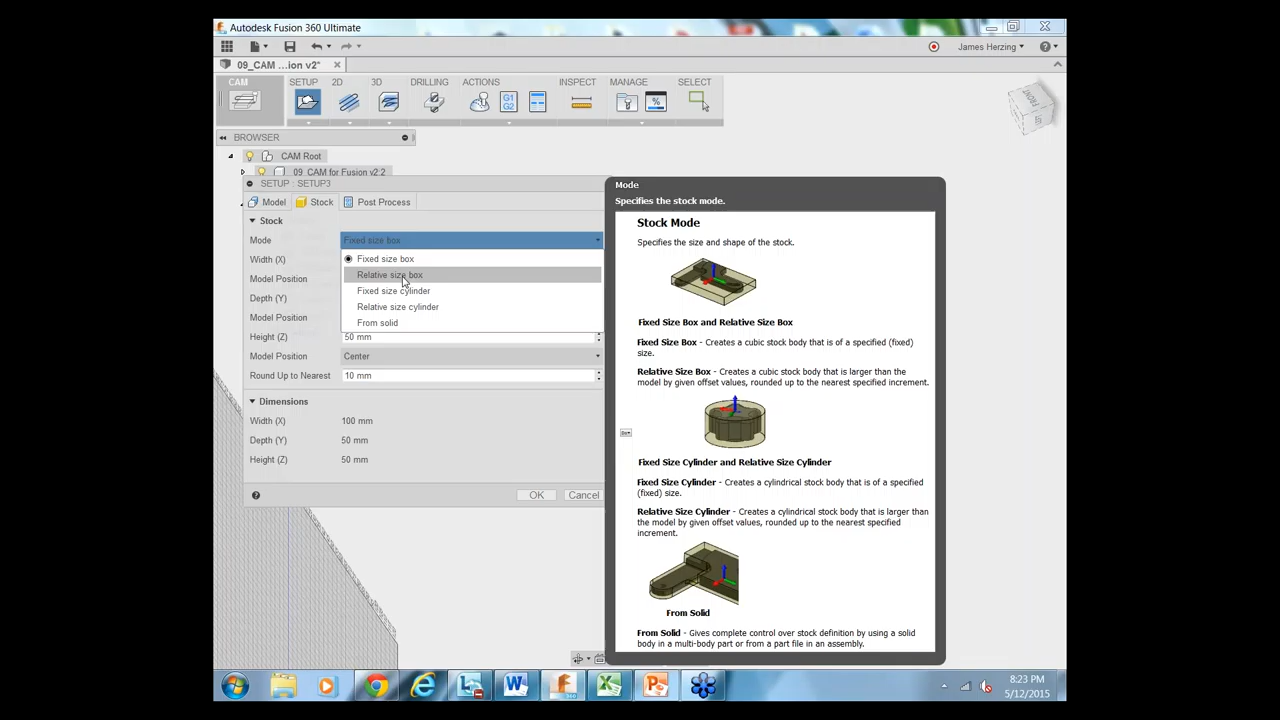 Autodesk Fusion 360 Ultimate
James Herzing
09_CAM ...ion v2*
CAM
SETUP
2D
3D
DRILLING
ACTIONS
INSPECT
MANAGE
SELECT
G1
G2
%
FRONT
BROWSER
CAM Root
09 CAM for Fusion v2:2
SETUP : SETUP3
Model
Stock
Post Process
Stock
Mode
Fixed size box
Width (X)
Fixed size box
Model Position
Relative size box
Depth (Y)
Fixed size cylinder
Model Position
Relative size cylinder
From solid
Height (Z)
50 mm
Model Position
Center
Round Up to Nearest
10 mm
Dimensions
Width (X)
100 mm
Depth (Y)
50 mm
Height (Z)
50 mm
OK
Cancel
Mode
Specifies the stock mode.
Stock Mode
Specifies the size and shape of the stock.
Fixed Size Box and Relative Size Box
Fixed Size Box - Creates a cubic stock body that is of a specified (fixed)
size.
Relative Size Box - Creates a cubic stock body that is larger than the
model by given offset values, rounded up to the nearest specified increment.
Fixed Size Cylinder and Relative Size Cylinder
Fixed Size Cylinder - Creates a cylindrical stock body that is of a specified
(fixed) size.
Relative Size Cylinder - Creates a cylindrical stock body that is larger than
the model by given offset values, rounded up to the nearest specified
increment.
From Solid
From Solid - Gives complete control over stock definition by using a solid
body in a multi-body part or from a part file in an assembly.
8:23 PM
5/12/2015